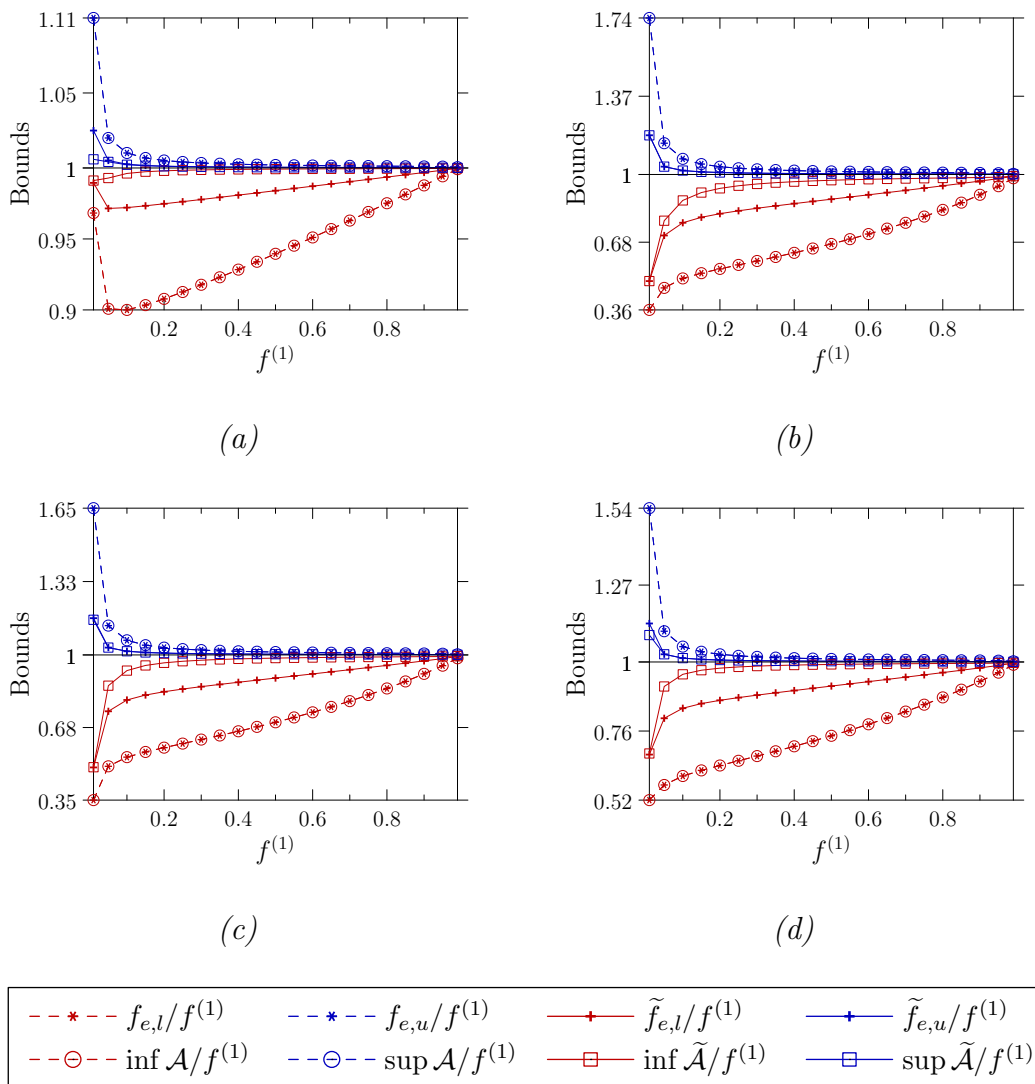 1.11
1.05
1
0.95
0.9
Bounds
0.2 0.4 0.6 0.8
f^{(1)}
(a)
1.74
1.37
1
0.68
0.36
Bounds
0.2 0.4 0.6 0.8
f^{(1)}
(b)
1.65
1.33
1
0.68
0.35
Bounds
0.2 0.4 0.6 0.8
f^{(1)}
(c)
1.54
1.27
1
0.76
0.52
Bounds
0.2 0.4 0.6 0.8
f^{(1)}
(d)
f_{e,l}/f^{(1)} f_{e,u}/f^{(1)} \widetilde{f}_{e,l}/f^{(1)} \widetilde{f}_{e,u}/f^{(1)}
inf \mathcal{A}/f^{(1)} sup \mathcal{A}/f^{(1)} inf \widetilde{\mathcal{A}}/f^{(1)} sup \widetilde{\mathcal{A}}/f^{(1)}